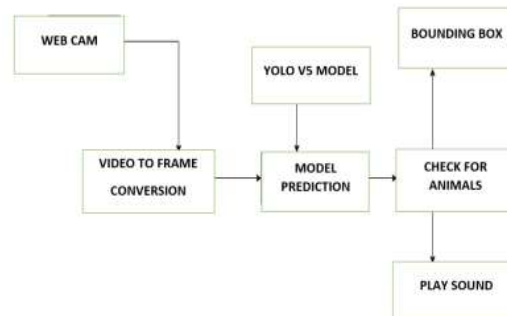 WEB CAM
BOUNDING BOX
YOLO V5 MODEL
VIDEO TO FRAME
CONVERSION
MODEL
PREDICTION
CHECK FOR
ANIMALS
PLAY SOUND